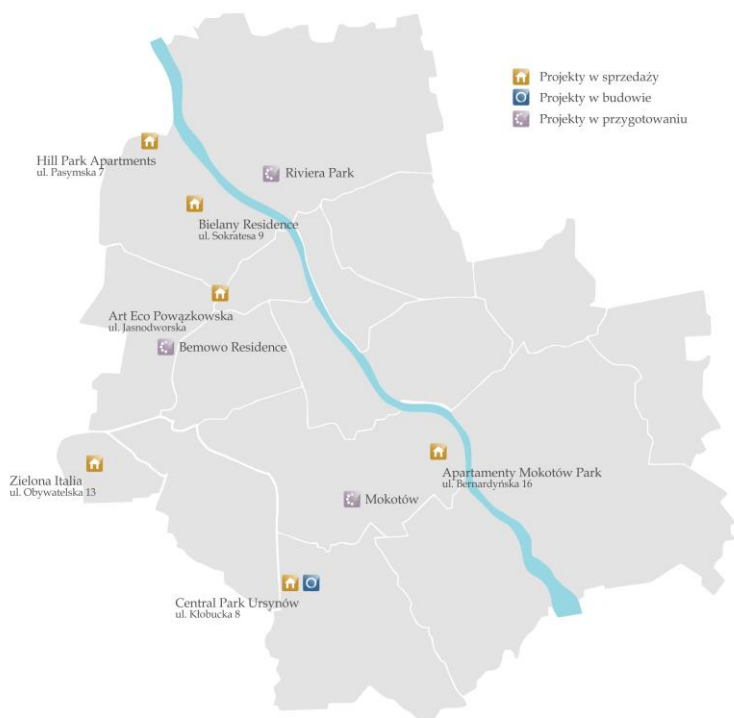 Projekty w sprzedaży
Projekty w budowie
Projekty w przygotowaniu
Hill Park Apartments
ul. Pasymska 7
Riviera Park
Bielany Residence
ul. Sokratesa 9
Art Eco Powązkowska
ul. Jasnodworska
Bemowo Residence
Zielona Italia
ul. Obywatelska 13
Apartamenty Mokotów Park
ul. Bernardyńska 16
Mokotów
Central Park Ursynów
ul. Kłobucka 8